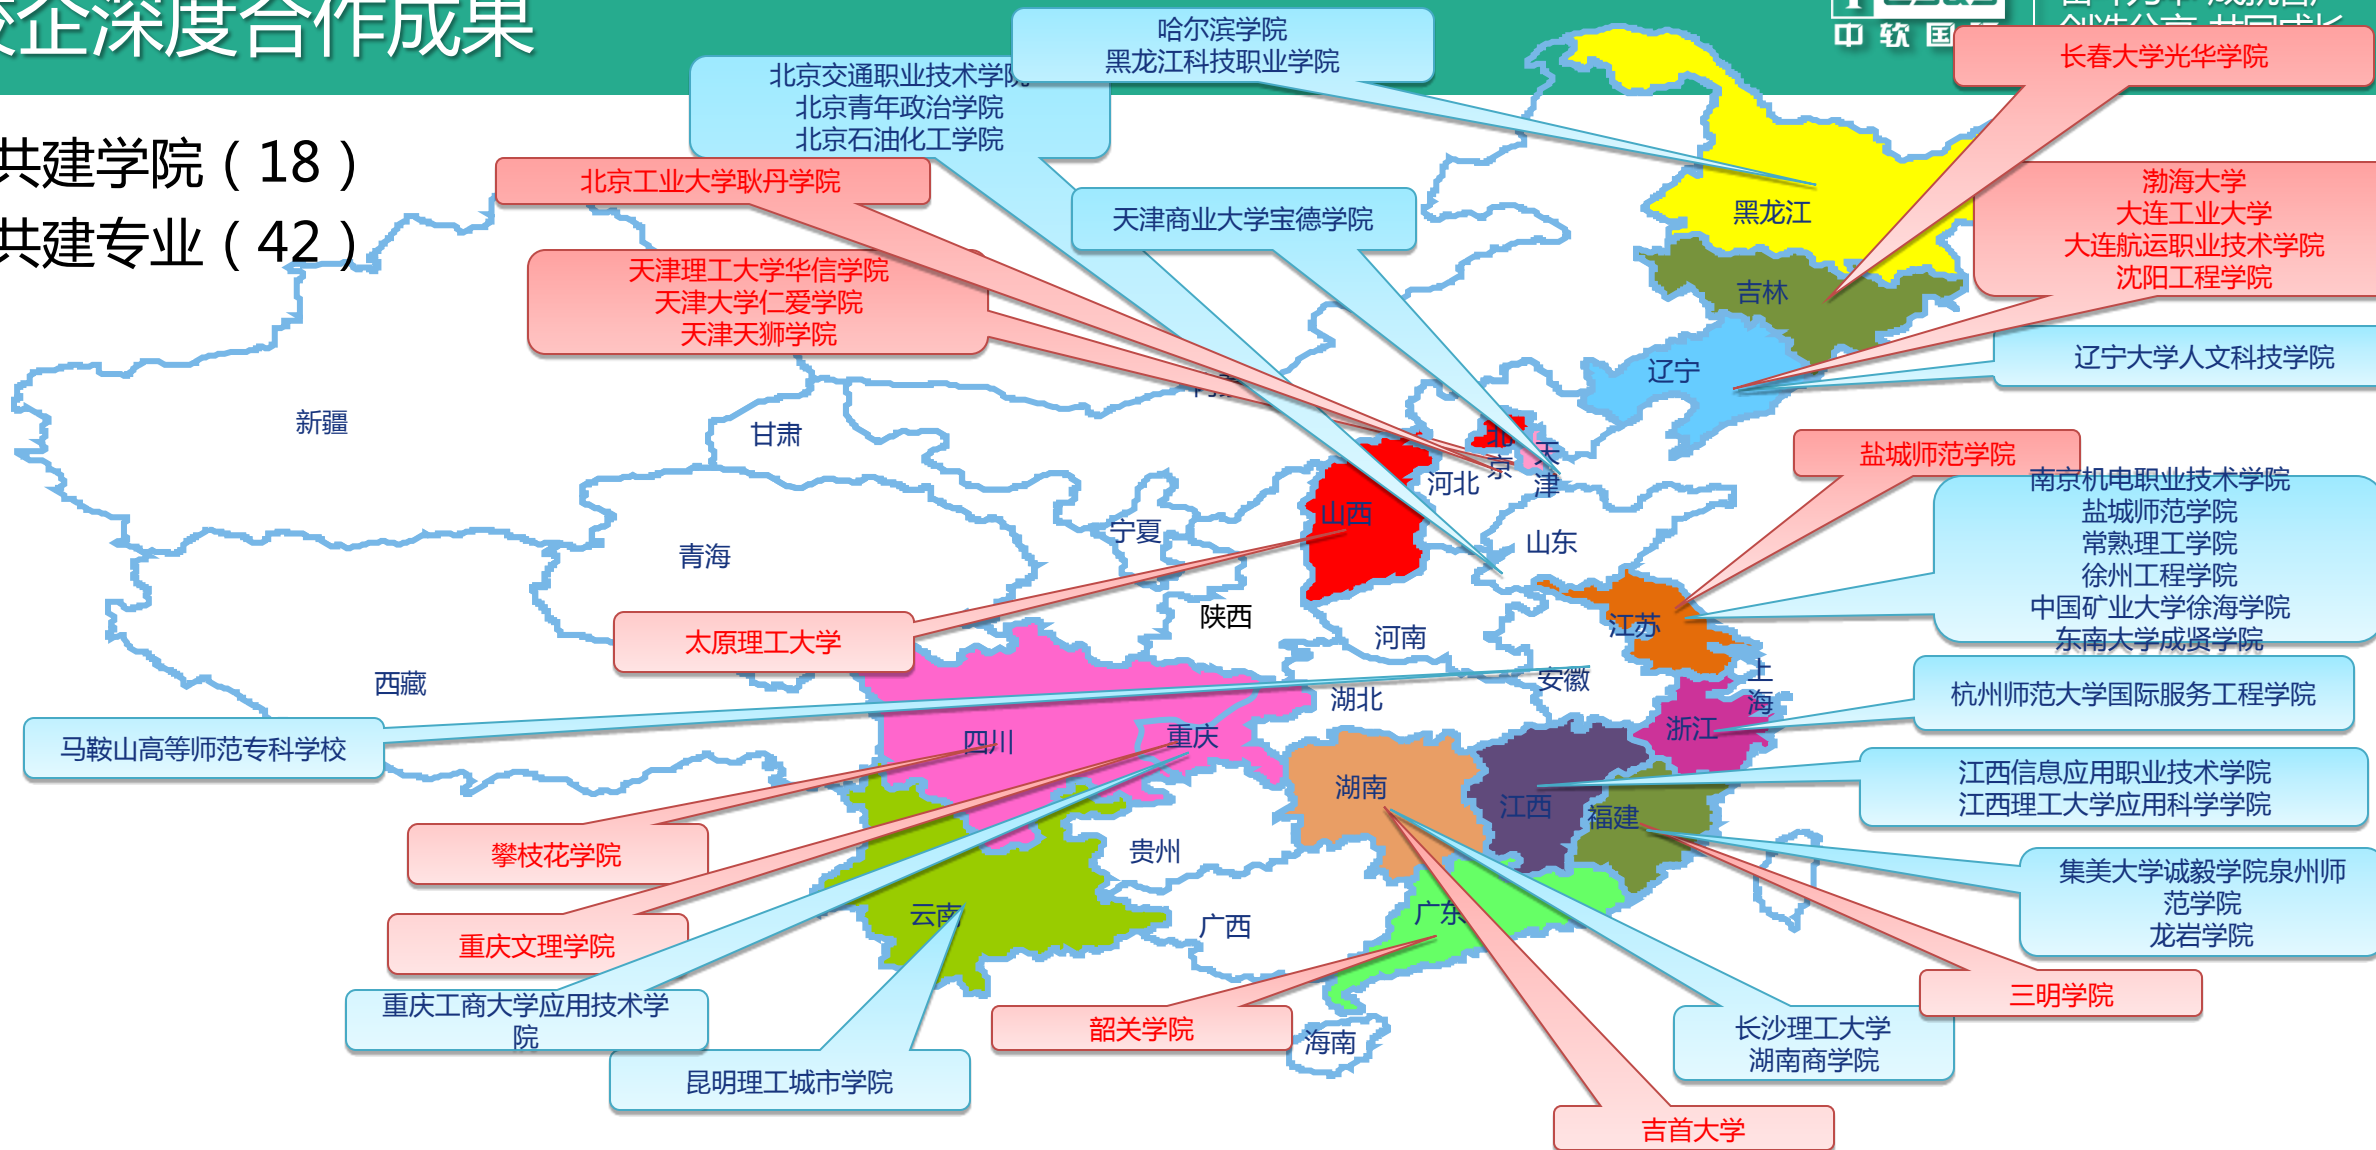 校企深度合作成果
中软国
共建学院（18）
共建专业（42）
哈尔滨学院
黑龙江科技职业学院
长春大学光华学院
北京交通职业技术学院
北京青年政治学院
北京石油化工学院
北京工业大学耿丹学院
天津商业大学宝德学院
渤海大学
大连工业大学
大连航运职业技术学院
沈阳工程学院
天津理工大学华信学院
天津大学仁爱学院
天津天狮学院
辽宁大学人文科技学院
黑龙江
吉林
辽宁
新疆
甘肃
北京
天津
河北
山西
山东
宁夏
青海
陕西
河南
江苏
西藏
安徽
上海
湖北
四川
重庆
浙江
湖南
江西
福建
贵州
云南
广西
广东
海南
盐城师范学院
南京机电职业技术学院
盐城师范学院
常熟理工学院
徐州工程学院
中国矿业大学徐海学院
东南大学成贤学院
太原理工大学
杭州师范大学国际服务工程学院
马鞍山高等师范专科学校
江西信息应用职业技术学院
江西理工大学应用科学学院
攀枝花学院
集美大学诚毅学院泉州师
范学院
龙岩学院
重庆文理学院
三明学院
重庆工商大学应用技术学
院
韶关学院
长沙理工大学
湖南商学院
昆明理工城市学院
吉首大学